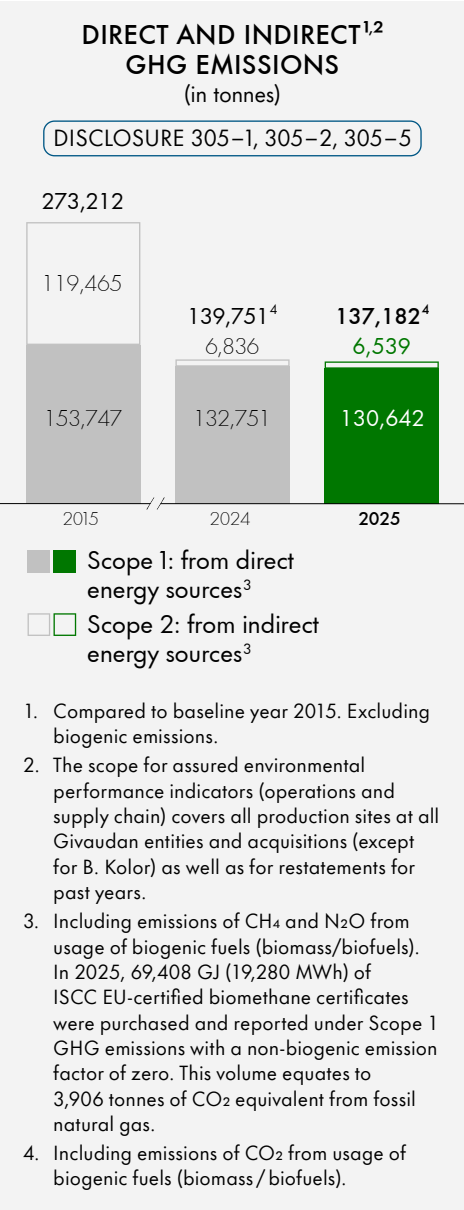 DIRECT AND INDIRECT¹,²
GHG EMISSIONS
(in tonnes)
DISCLOSURE 305–1, 305–2, 305–5
273,212
119,465
139,751⁴
137,182⁴
6,836
6,539
153,747
132,751
130,642
2015
2024
2025
Scope 1: from direct
energy sources³
Scope 2: from indirect
energy sources³
1. Compared to baseline year 2015. Excluding
biogenic emissions.
2. The scope for assured environmental
performance indicators (operations and
supply chain) covers all production sites at all
Givaudan entities and acquisitions (except
for B. Kolor) as well as for restatements for
past years.
3. Including emissions of CH₄ and N₂O from
usage of biogenic fuels (biomass/biofuels).
In 2025, 69,408 GJ (19,280 MWh) of
ISCC EU-certified biomethane certificates
were purchased and reported under Scope 1
GHG emissions with a non-biogenic emission
factor of zero. This volume equates to
3,906 tonnes of CO₂ equivalent from fossil
natural gas.
4. Including emissions of CO₂ from usage of
biogenic fuels (biomass / biofuels).